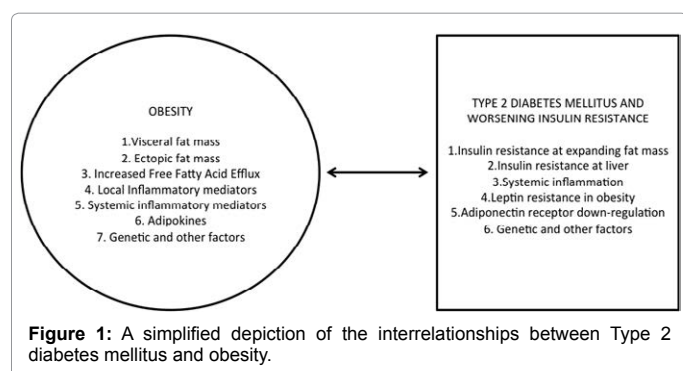 OBESITY
1.Visceral fat mass
2. Ectopic fat mass
3. Increased Free Fatty Acid Efflux
4. Local Inflammatory mediators
5. Systemic inflammatory mediators
6. Adipokines
7. Genetic and other factors
TYPE 2 DIABETES MELLITUS AND
WORSENING INSULIN RESISTANCE
1.Insulin resistance at expanding fat mass
2.Insulin resistance at liver
3.Systemic inflammation
4.Leptin resistance in obesity
5.Adiponectin receptor down-regulation
6. Genetic and other factors
Figure 1: A simplified depiction of the interrelationships between Type 2
diabetes mellitus and obesity.